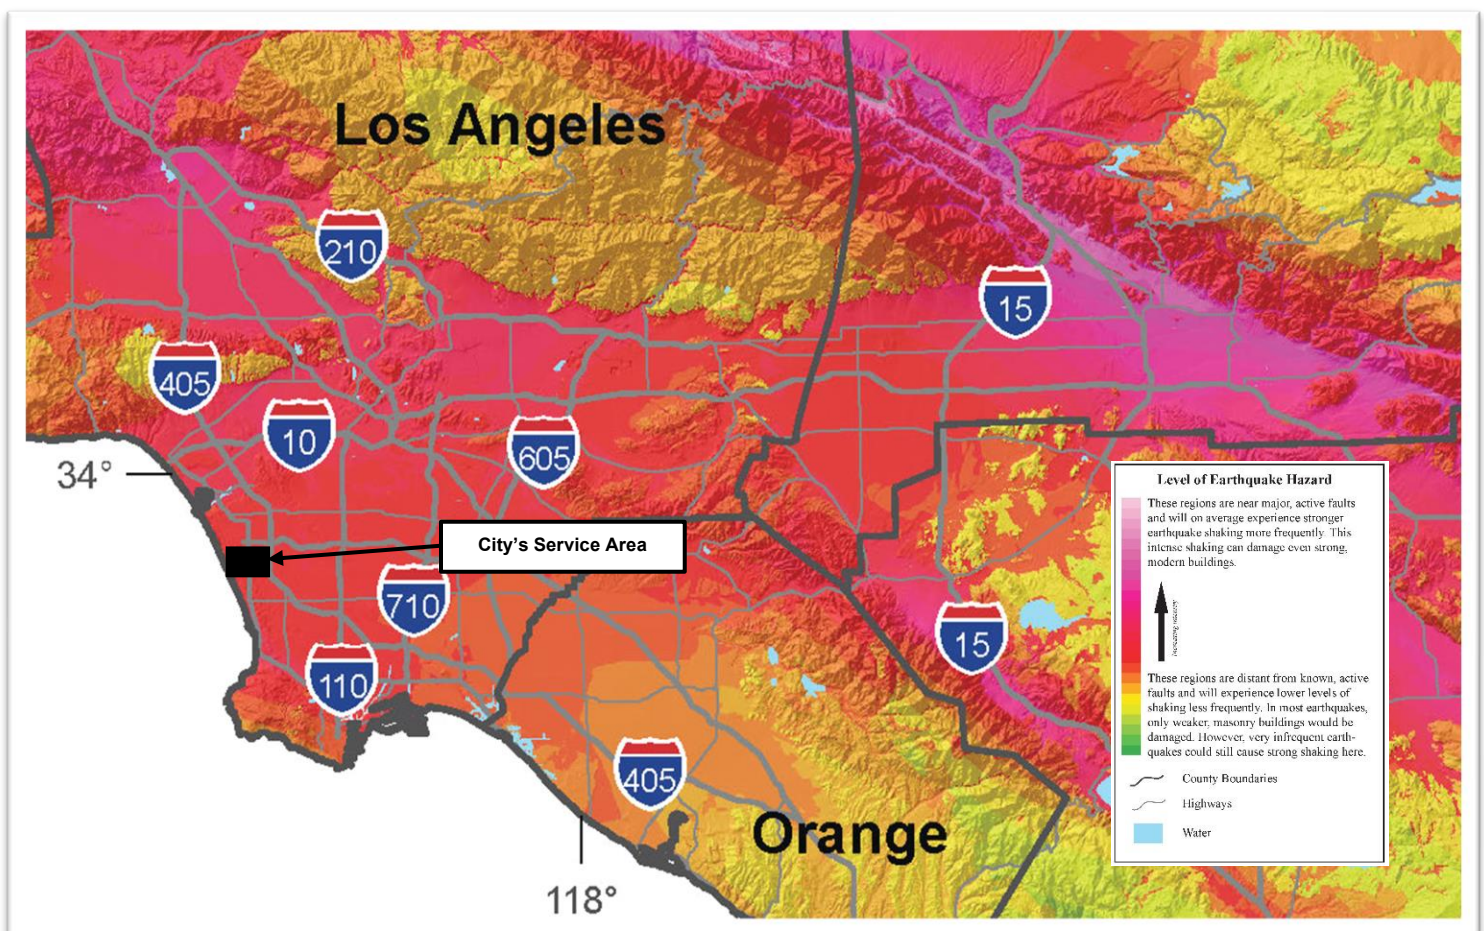 Los Angeles
210
15
405
10
605
34°
City's Service Area
710
15
110
405
Orange
118°
Level of Earthquake Hazard
These regions are near major, active faults
and will on average experience stronger
earthquake shaking more frequently. This
intense shaking can damage even strong,
modern buildings.
Increasing intensity
These regions are distant from known, active
faults and will experience lower levels of
shaking less frequently. In most earthquakes,
only weaker, masonry buildings would be
damaged. However, very infrequent earth-
quakes could still cause strong shaking here.
County Boundaries
Highways
Water